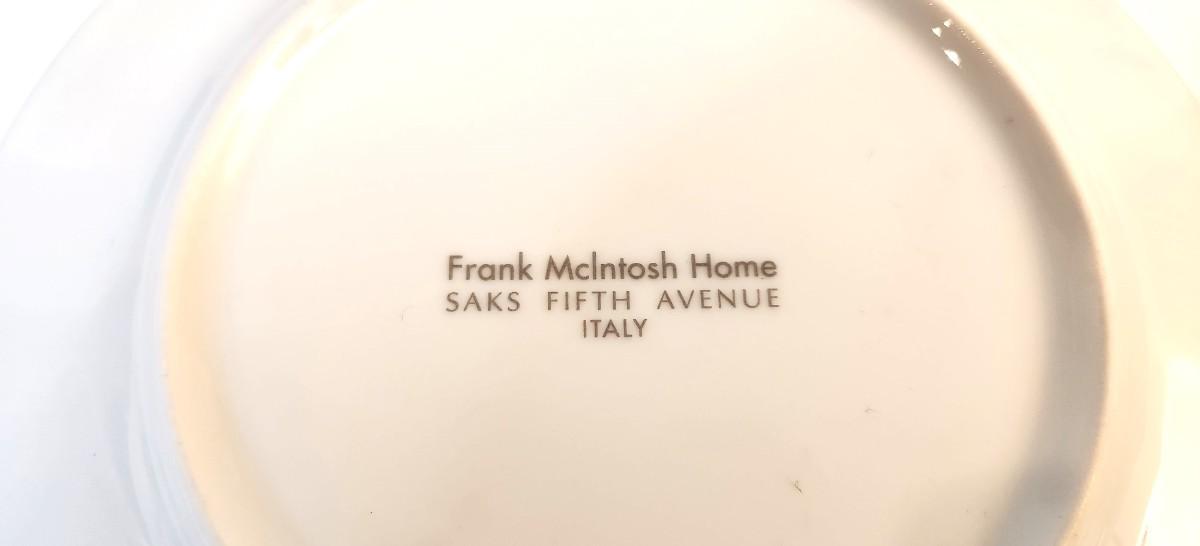 Frank McIntosh Home
SAKS FIFTH AVENUE
ITALY